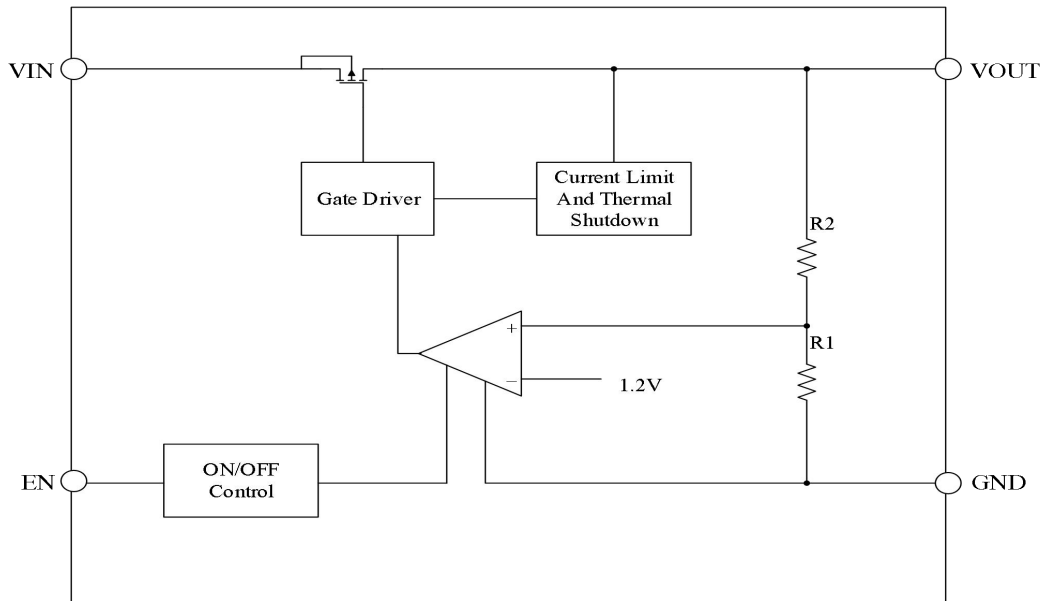 VIN
VOUT
Gate Driver
Current Limit
And Thermal
Shutdown
R2
+
R1
−
1.2V
EN
ON/OFF
Control
GND